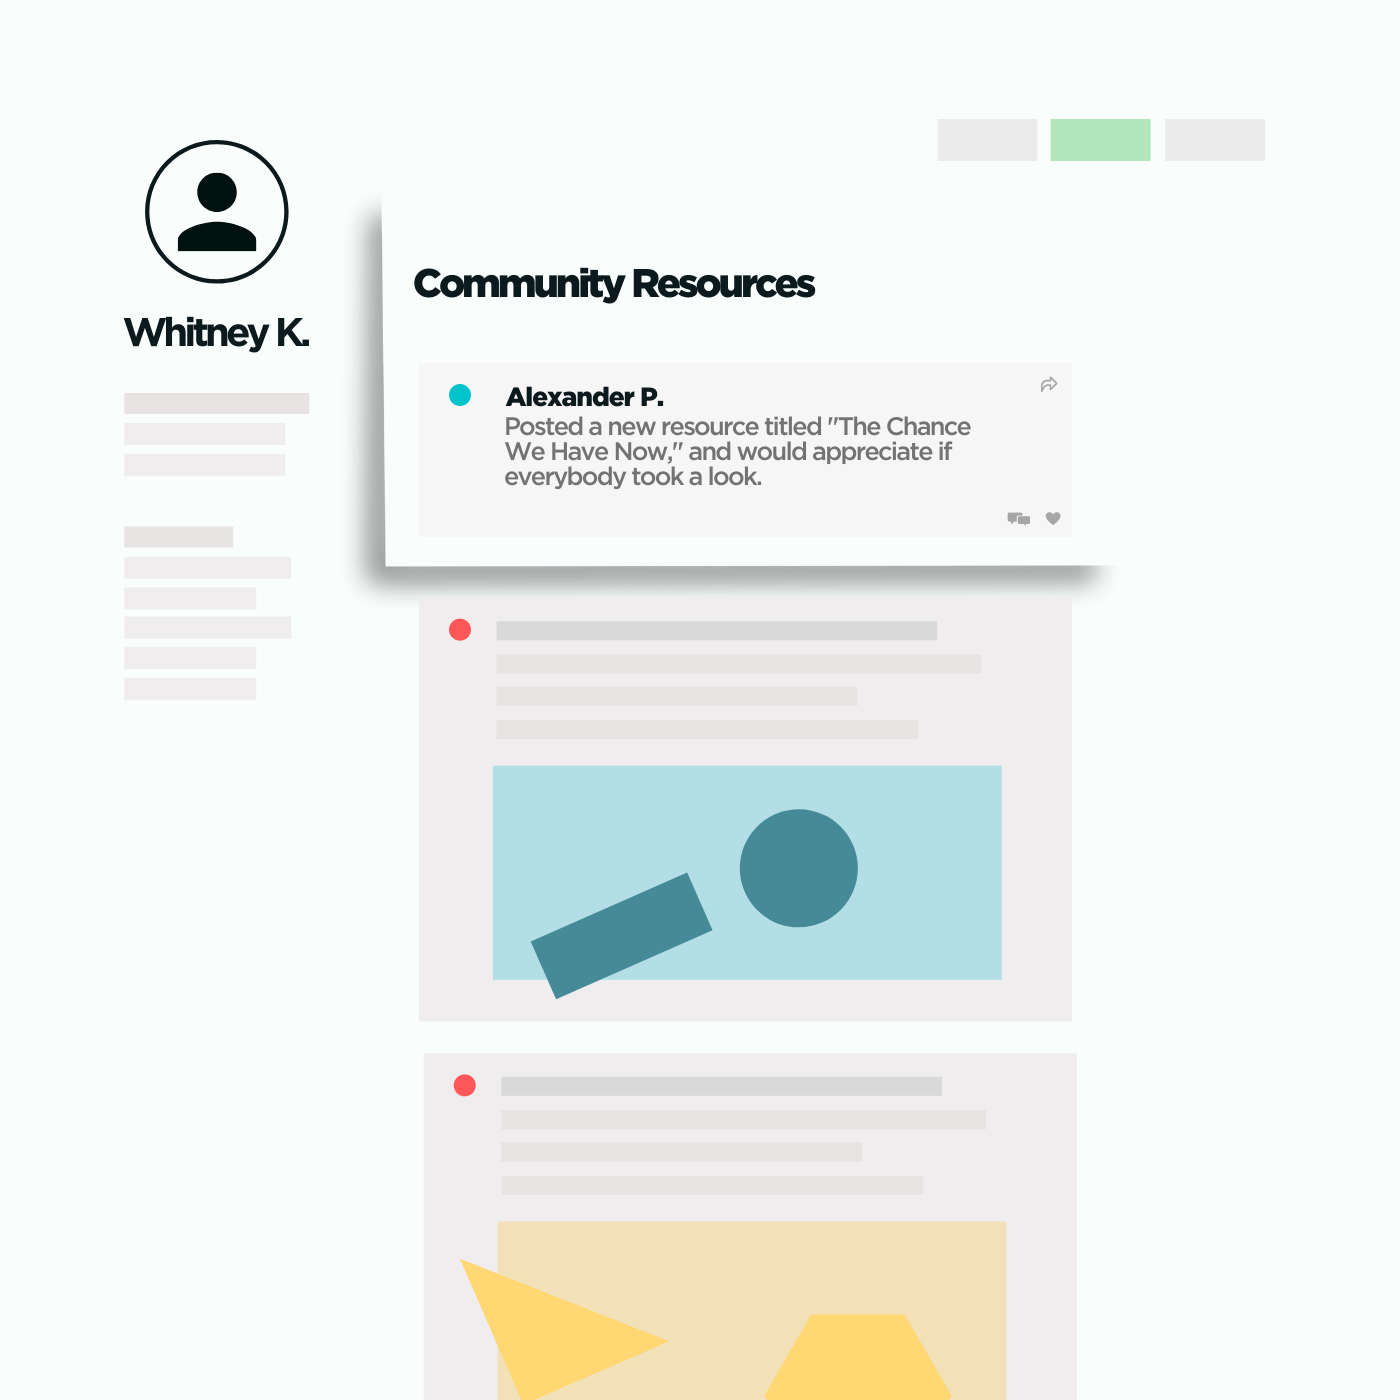 Whitney K.
Community Resources
Alexander P.
Posted a new resource titled "The Chance
We Have Now," and would appreciate if
everybody took a look.